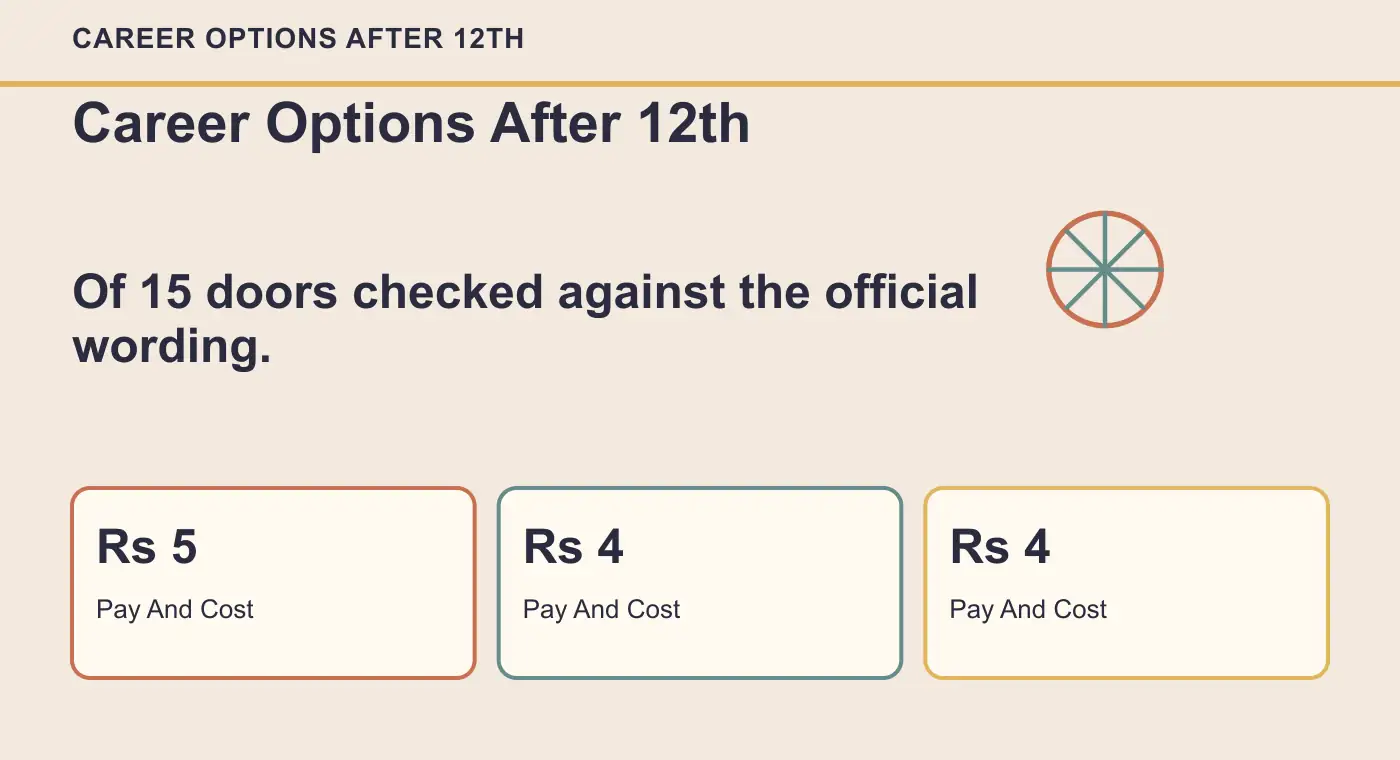 CAREER OPTIONS AFTER 12TH
Career Options After 12th
Of 15 doors checked against the official
wording.
Rs 5
Pay And Cost
Rs 4
Pay And Cost
Rs 4
Pay And Cost